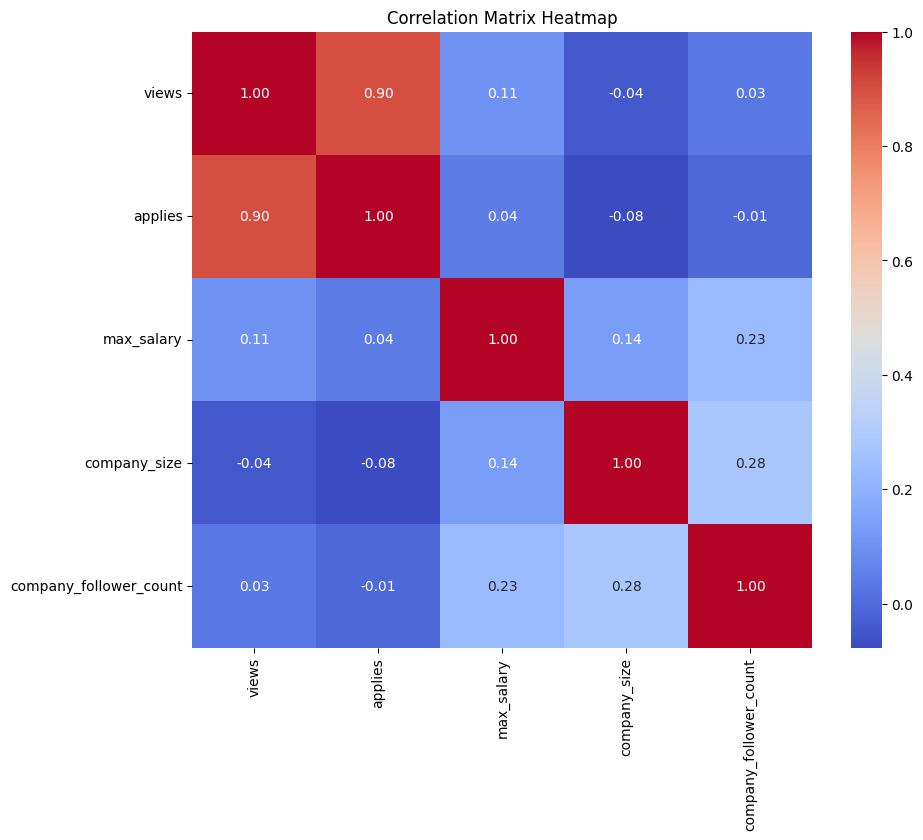 Correlation Matrix Heatmap
views 1.00 0.90 0.11 -0.04 0.03
applies 0.90 1.00 0.04 -0.08 -0.01
max_salary 0.11 0.04 1.00 0.14 0.23
company_size -0.04 -0.08 0.14 1.00 0.28
company_follower_count 0.03 -0.01 0.23 0.28 1.00
views
applies
max_salary
company_size
company_follower_count
1.0
0.8
0.6
0.4
0.2
0.0